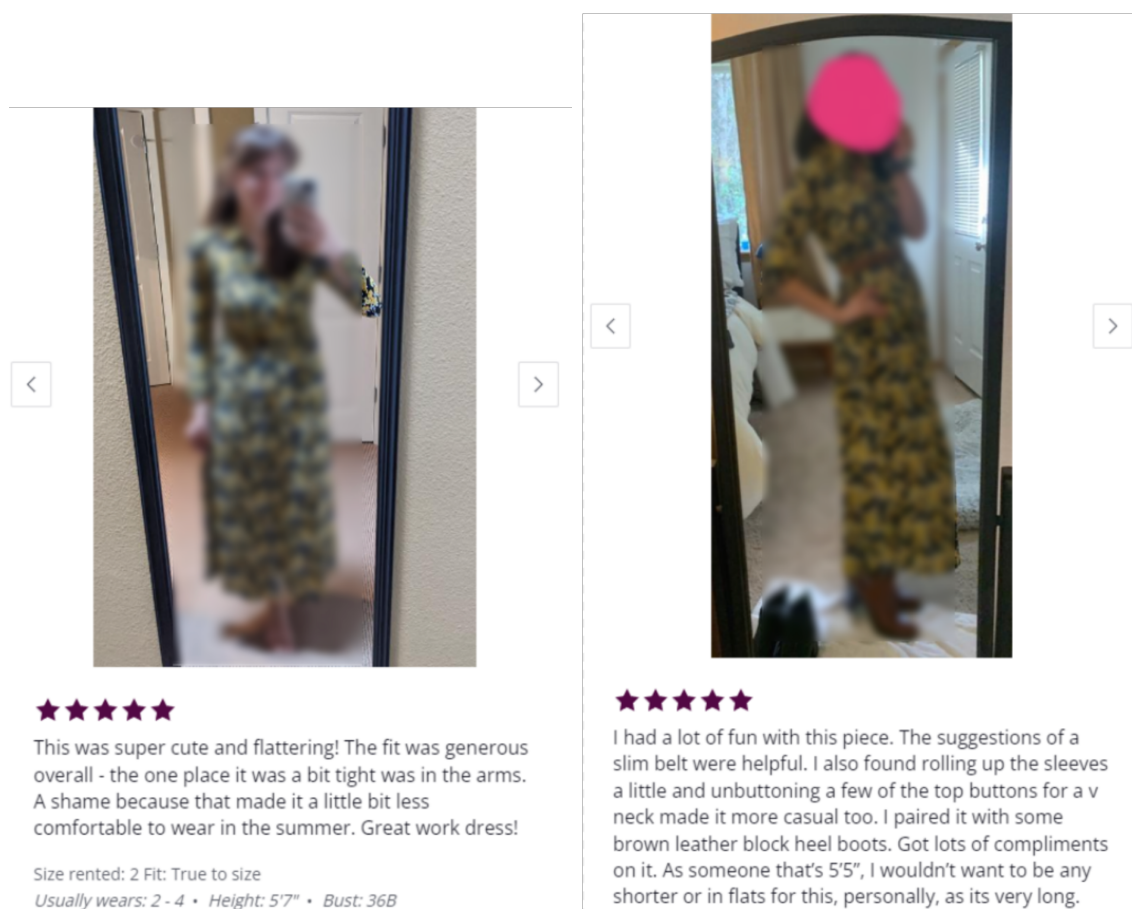 This was super cute and flattering! The fit was generous
overall - the one place it was a bit tight was in the arms.
A shame because that made it a little bit less
comfortable to wear in the summer. Great work dress!
Size rented: 2 Fit: True to size
Usually wears: 2 - 4 • Height: 5'7" • Bust: 36B
I had a lot of fun with this piece. The suggestions of a
slim belt were helpful. I also found rolling up the sleeves
a little and unbuttoning a few of the top buttons for a v
neck made it more casual too. I paired it with some
brown leather block heel boots. Got lots of compliments
on it. As someone that’s 5’5”, I wouldn’t want to be any
shorter or in flats for this, personally, as its very long.